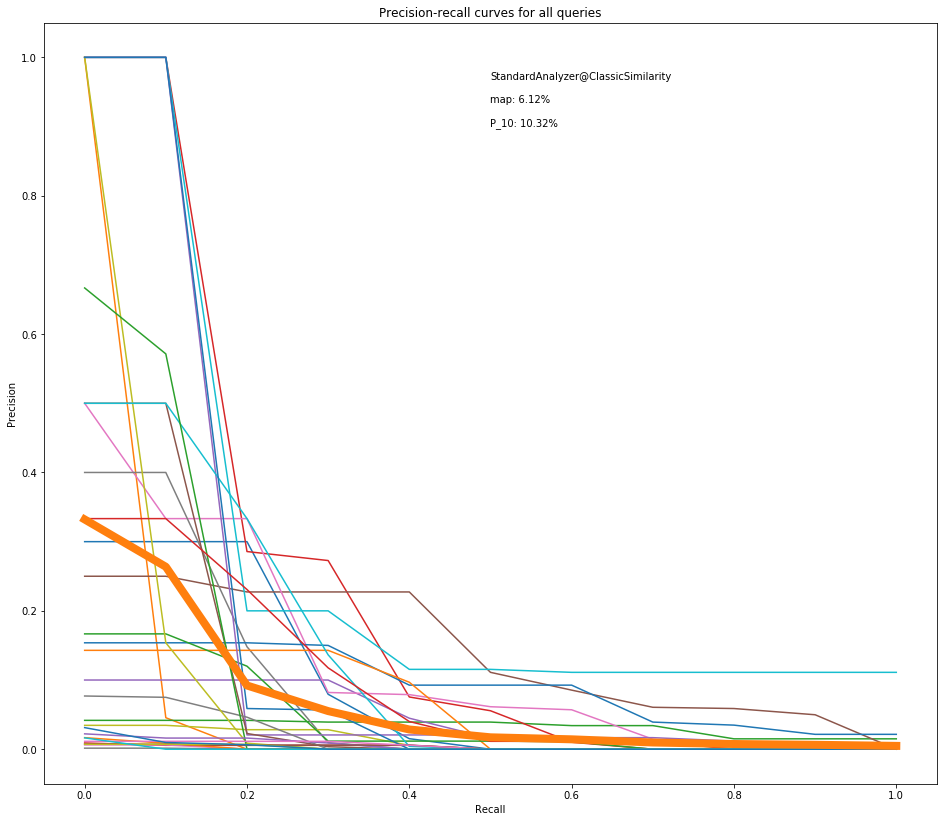 Precision-recall curves for all queries
1.0
StandardAnalyzer@ClassicSimilarity
map: 6.12%
P_10: 10.32%
0.8
0.6
Precision
0.4
0.2
0.0
0.0 0.2 0.4 0.6 0.8 1.0
Recall